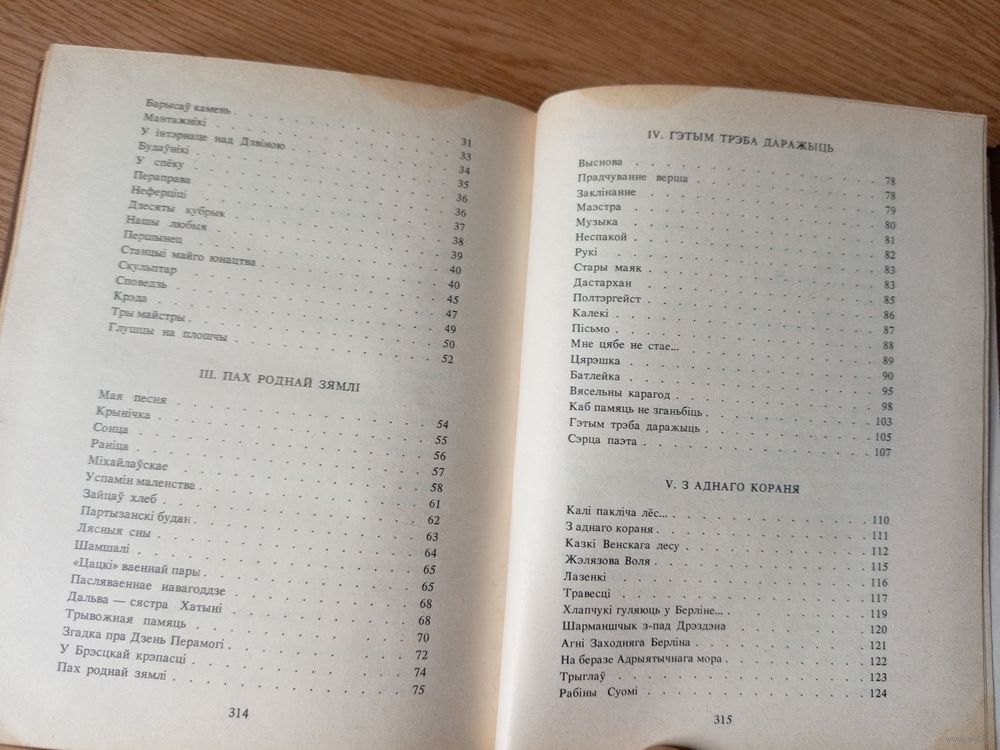 Барысаў камень . . . 31
Мантажнікі . . . 33
У інтэрнаце над Дзвіною . . . 34
Будаўнікі . . . 35
У спёку . . . 36
Пераправа . . . 36
Неферціці . . . 37
Дзесяты кубрык . . . 38
Нашы любыя . . . 39
Першынец . . . 40
Станцыі майго юнацтва . . . 40
Скульптар . . . 45
Споведзь . . . 47
Крэда . . . 49
Тры майстры . . . 50
Глушцы на плошчы . . . 52
III. ПАХ РОДНАЙ ЗЯМЛІ
Мая песня . . . 54
Крынічка . . . 55
Сонца . . . 56
Раніца . . . 57
Міхайлаўскае . . . 58
Успамін маленства . . . 61
Зайцаў хлеб . . . 62
Партызанскі будан . . . 63
Лясныя сны . . . 64
Шамшалі . . . 65
«Цацкі» ваеннай пары . . . 65
Пасляваеннае навагоддзе . . . 68
Дальва — сястра Хатыні . . . 68
Трывожная памяць . . . 70
Згадка пра Дзень Перамогі . . . 72
У Брэсцкай крэпасці . . . 74
Пах роднай зямлі . . . 75
314
IV. ГЭТЫМ ТРЭБА ДАРАЖЫЦЬ
Выснова . . . 78
Прадчуванне верша . . . 78
Заклінанне . . . 79
Маэстра . . . 80
Музыка . . . 81
Неспакой . . . 82
Рукі . . . 83
Стары маяк . . . 83
Дастархан . . . 85
Полтэргейст . . . 86
Калекі . . . 87
Пісьмо . . . 88
Мне цябе не стае... . . . 89
Цярэшка . . . 90
Батлейка . . . 95
Вясельны карагод . . . 98
Каб памяць не зганьбіць . . . 103
Гэтым трэба даражыць . . . 105
Сэрца паэта . . . 107
V. З АДНАГО КОРАНЯ
Калі пакліча лёс... . . . 110
З аднаго кораня . . . 111
Казкі Венскага лесу . . . 112
Жэлязова Воля . . . 115
Лазенкі . . . 116
Травесці . . . 117
Хлапчукі гуляюць у Берліне... . . . 119
Шарманшчык з-пад Дрэздэна . . . 120
Агні Заходняга Берліна . . . 121
На беразе Адрыятычнага мора . . . 122
Трыглаў . . . 123
Рабіны Суомі . . . 124
315